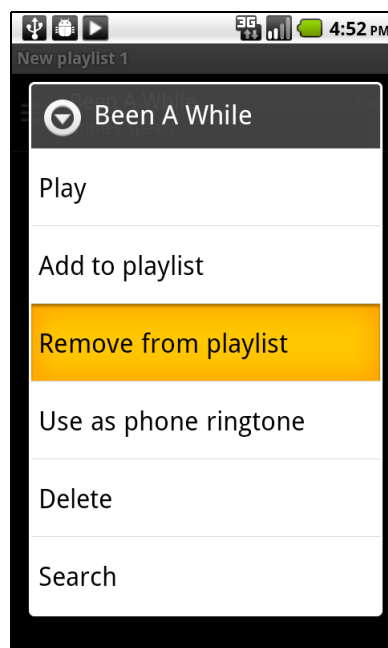 3G 4:52 PM
New playlist 1
Been A While
Play
Add to playlist
Remove from playlist
Use as phone ringtone
Delete
Search